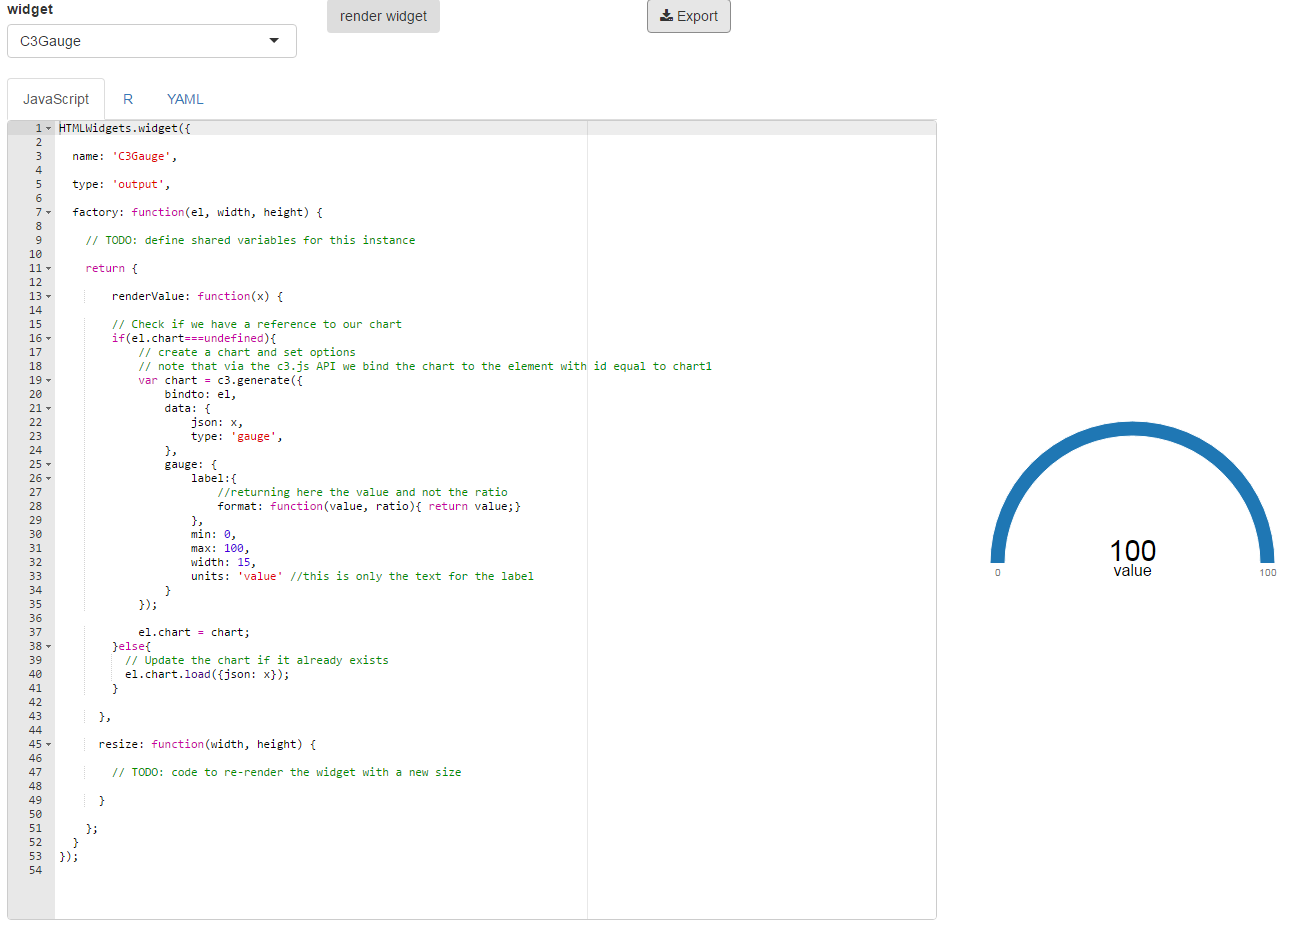 widget
render widget
Export
C3Gauge
JavaScript R YAML
1 HTMLWidgets.widget({
2
3 name: 'C3Gauge',
4
5 type: 'output',
6
7 factory: function(el, width, height) {
8
9 // TODO: define shared variables for this instance
10
11 return {
12
13 renderValue: function(x) {
14
15 // Check if we have a reference to our chart
16 if(el.chart===undefined){
17 // create a chart and set options
18 // note that via the c3.js API we bind the chart to the element with id equal to chart1
19 var chart = c3.generate({
20 bindto: el,
21 data: {
22 json: x,
23 type: 'gauge',
24 },
25 gauge: {
26 label:{
27 //returning here the value and not the ratio
28 format: function(value, ratio){ return value;}
29 },
30 min: 0,
31 max: 100,
32 width: 15,
33 units: 'value' //this is only the text for the label
34 }
35 });
36
37 el.chart = chart;
38 }else{
39 // Update the chart if it already exists
40 el.chart.load({json: x});
41 }
42
43 },
44
45 resize: function(width, height) {
46
47 // TODO: code to re-render the widget with a new size
48
49 }
50
51 };
52 }
53 });
54
100
value
0 100